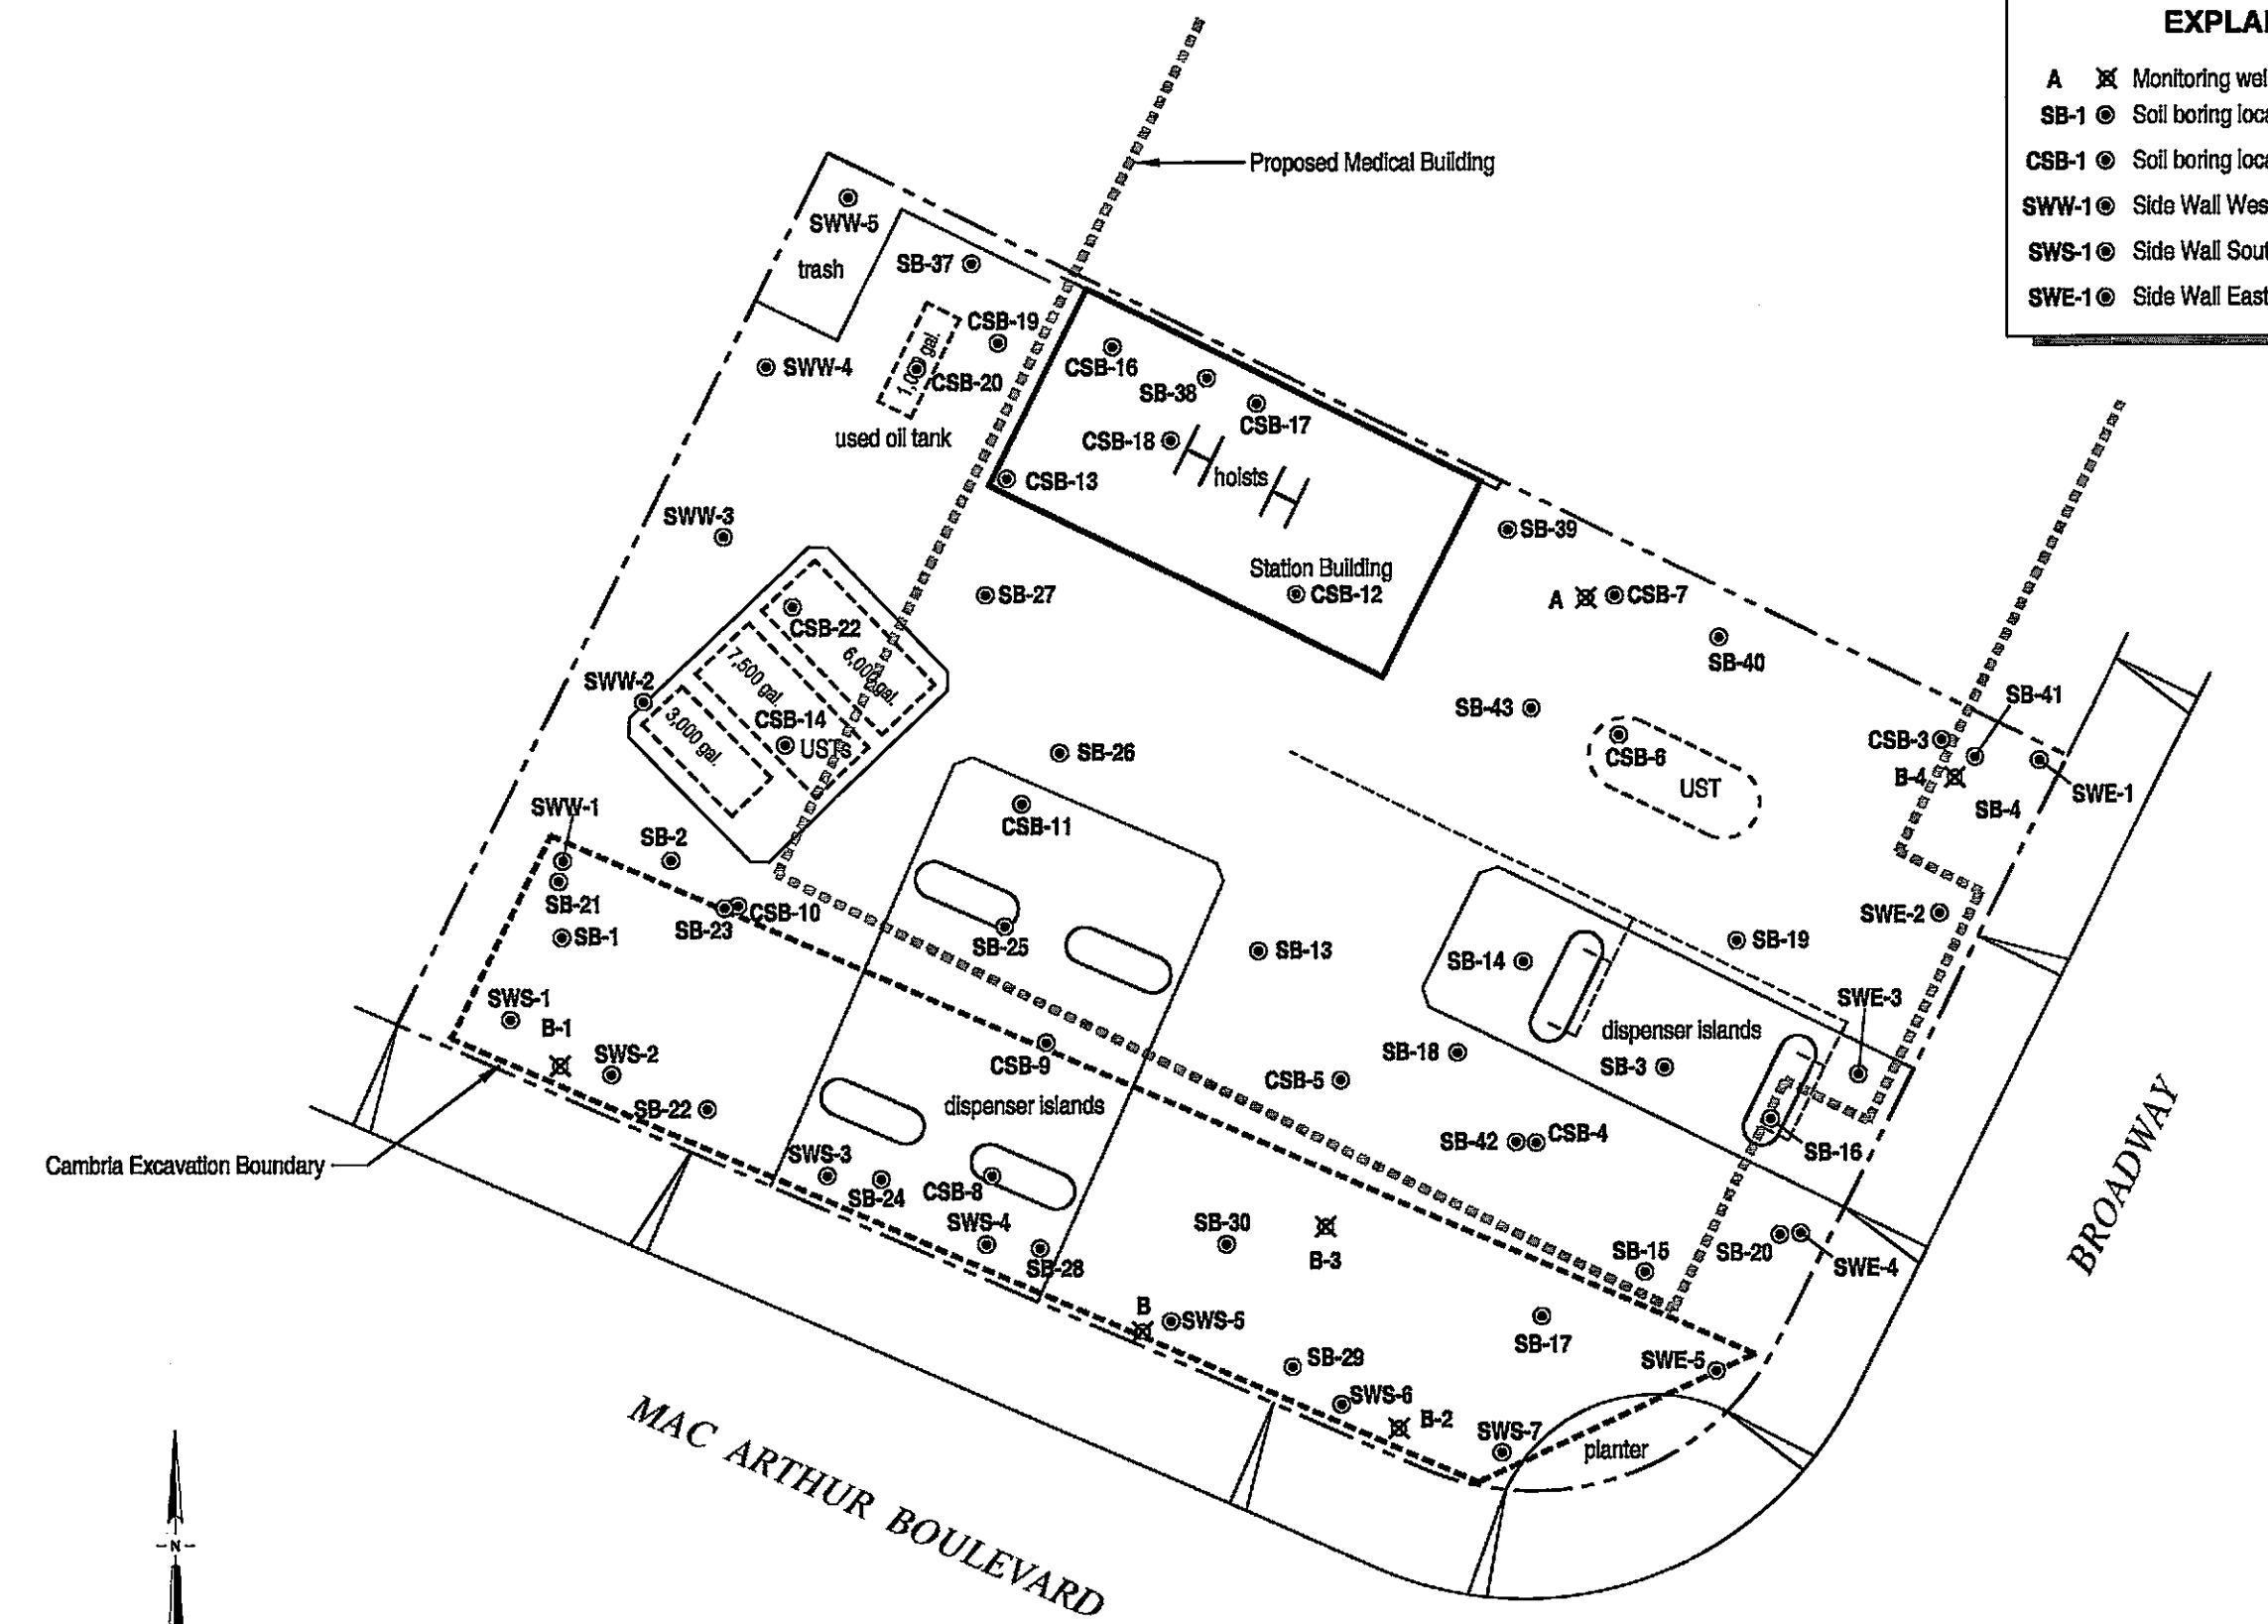 EXPLA
A Monitoring wel
SB-1 Soil boring loca
CSB-1 Soil boring loca
SWW-1 Side Wall Wes
SWS-1 Side Wall Sout
SWE-1 Side Wall East
Proposed Medical Building
SWW-5
trash
SB-37
CSB-19
1,000 gal.
CSB-20
SWW-4
used oil tank
CSB-16
SB-38
CSB-17
CSB-18
hoists
CSB-13
SWW-3
SB-39
Station Building
CSB-12
SB-27
A
CSB-7
CSB-22
SB-40
6,000 gal.
7,500 gal.
SWW-2
CSB-14
USTs
3,000 gal.
SB-43
SB-41
CSB-3
CSB-6
UST
B-4
SB-4
SWE-1
SB-26
SWW-1
CSB-11
SB-2
SB-21
CSB-10
SB-23
SB-1
SB-25
SB-13
SWE-2
SB-19
SB-14
SWS-1
B-1
SWE-3
dispenser islands
SWS-2
CSB-9
SB-18
SB-3
CSB-5
SB-22
dispenser islands
SB-42
CSB-4
SB-16
Cambria Excavation Boundary
SWS-3
SB-24
CSB-8
SWS-4
SB-30
B-3
SB-15
SB-20
SWE-4
SB-28
B
SWS-5
SB-17
SB-29
SWE-5
SWS-6
B-2
SWS-7
planter
BROADWAY
MAC ARTHUR BOULEVARD
N